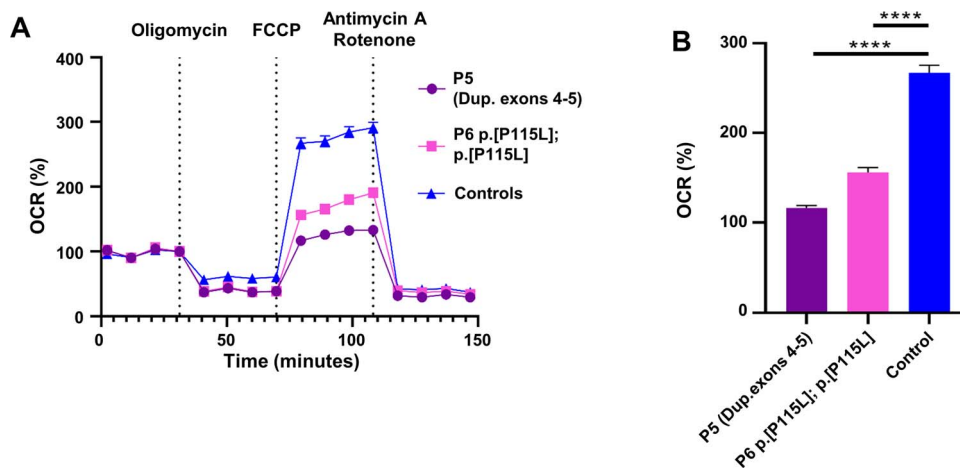 A
Oligomycin
FCCP
Antimycin A
Rotenone
OCR (%)
400
300
200
100
0
0
50
100
150
Time (minutes)
P5
(Dup. exons 4-5)
P6 p.[P115L];
p.[P115L]
Controls
B
****
****
OCR (%)
300
200
100
0
P5 (Dup.exons 4-5)
P6 p.[P115L]; p.[P115L]
Control